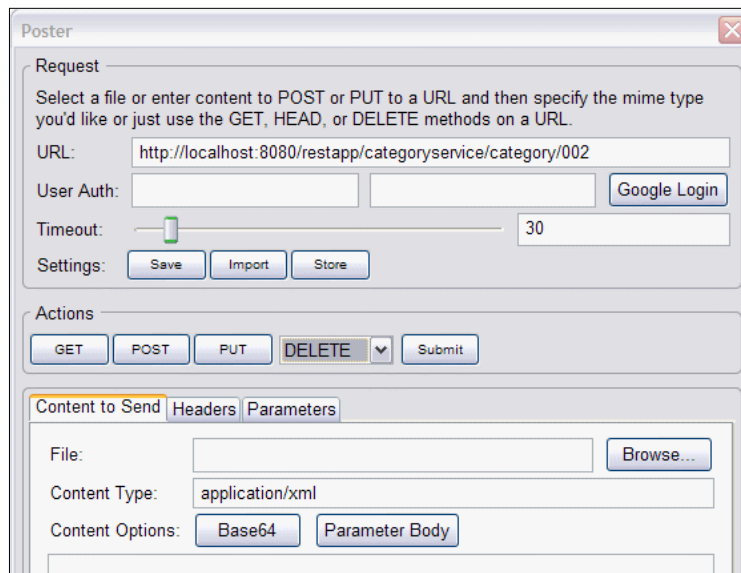 Poster
Request
Select a file or enter content to POST or PUT to a URL and then specify the mime type
you'd like or just use the GET, HEAD, or DELETE methods on a URL.
URL: http://localhost:8080/restapp/categoryservice/category/002
User Auth: Google Login
Timeout: 30
Settings: Save Import Store
Actions
GET POST PUT DELETE Submit
Content to Send Headers Parameters
File: Browse...
Content Type: application/xml
Content Options: Base64 Parameter Body